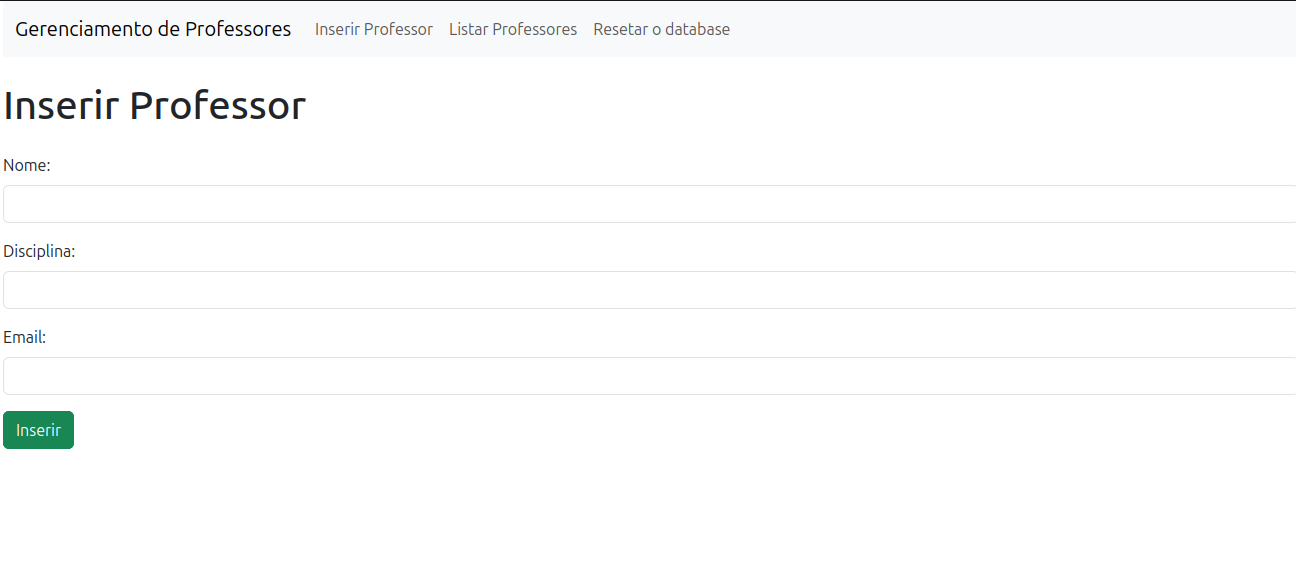 Gerenciamento de Professores Inserir Professor Listar Professores Resetar o database
Inserir Professor
Nome:
Disciplina:
Email:
Inserir